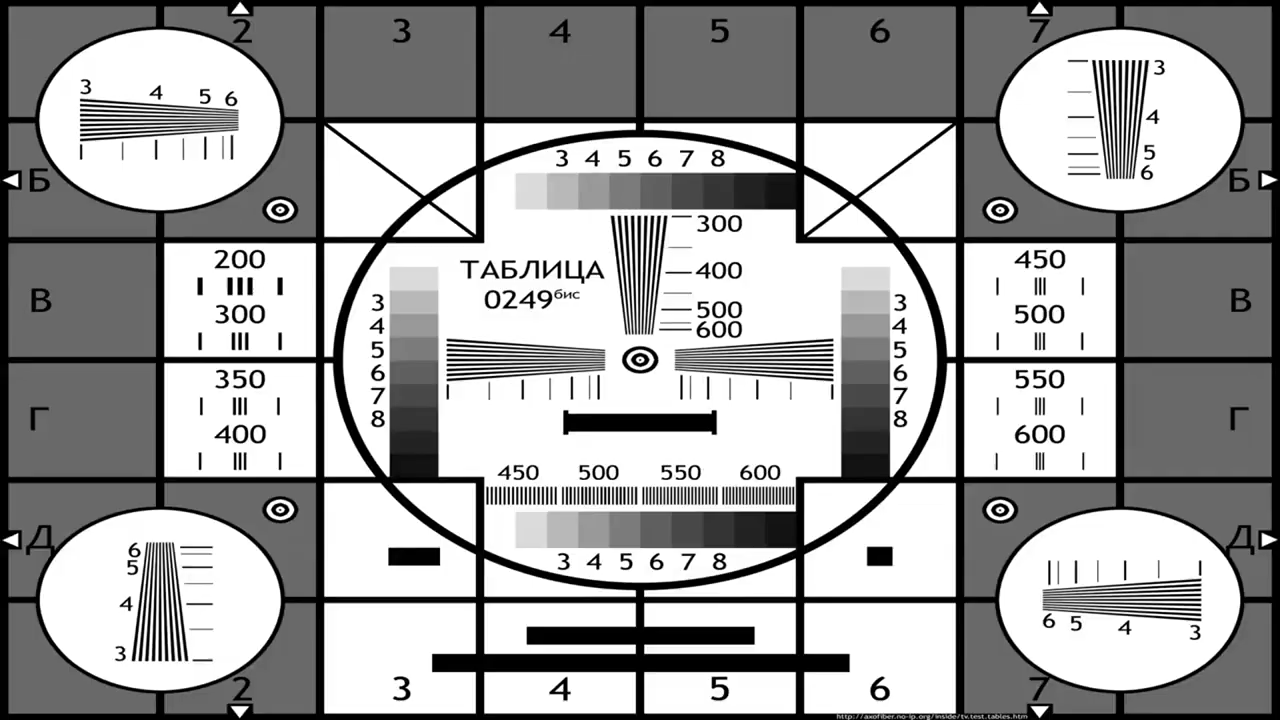 2 3 4 5 6 7
3 4 5 6
3 4 5 6
3 4 5 6 7 8
Б Б
ТАБЛИЦА
0249бис
300
400
500
600
200
300
450
500
В В
3 4 5 6 7 8
3 4 5 6 7 8
350
400
550
600
Г Г
450 500 550 600
3 4 5 6 7 8
Д Д
6 5 4 3
6 5 4 3
2 3 4 5 6 7
http://axofiber.no-ip.org/inside/tv.test.tables.htm